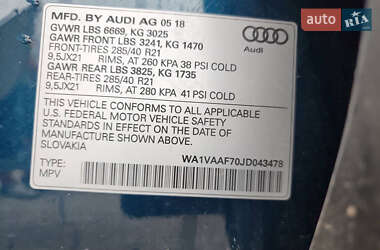 MFD. BY AUDI AG 05 18
GVWR LBS 6669, KG 3025
GAWR FRONT LBS 3241, KG 1470
FRONT-TIRES 285/40 R21
9,5JX21 RIMS, AT 260 KPA 38 PSI COLD
GAWR REAR LBS 3825, KG 1735
REAR-TIRES 285/40 R21
9,5JX21 RIMS, AT 280 KPA 41 PSI COLD
Audi
THIS VEHICLE CONFORMS TO ALL APPLICABLE
U.S. FEDERAL MOTOR VEHICLE SAFETY
STANDARDS IN EFFECT ON THE DATE OF
MANUFACTURE SHOWN ABOVE.
SLOVAKIA
WA1VAAF70JD043478
TYPE:
MPV
AUTO.RIA.com